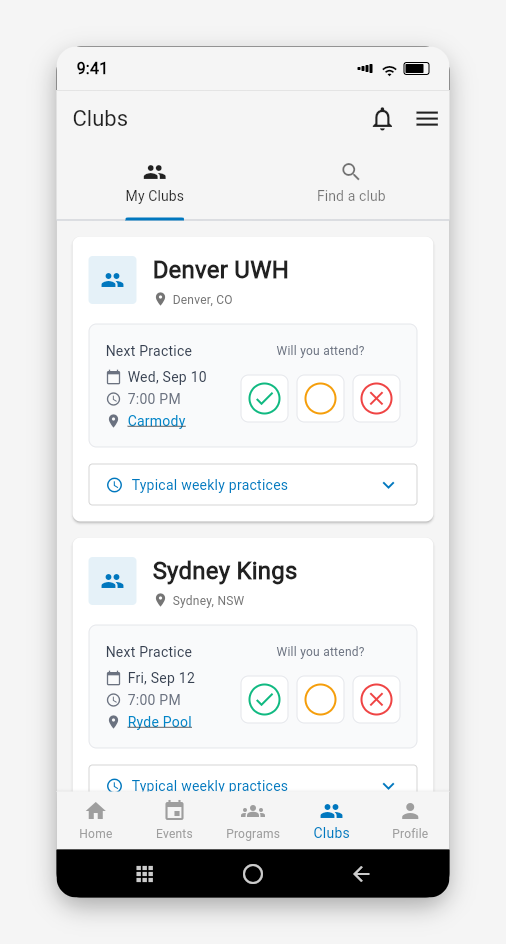 9:41
Clubs
My Clubs
Find a club
Denver UWH
Denver, CO
Next Practice
Will you attend?
Wed, Sep 10
7:00 PM
Carmody
Typical weekly practices
Sydney Kings
Sydney, NSW
Next Practice
Will you attend?
Fri, Sep 12
7:00 PM
Ryde Pool
Typical weekly practices
Home
Events
Programs
Clubs
Profile